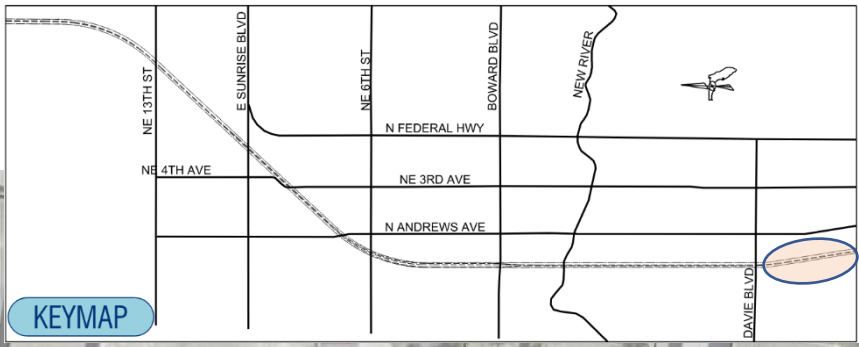 E SUNRISE BLVD
NE 13TH ST
NE 6TH ST
BOWARD BLVD
NEW RIVER
N FEDERAL HWY
NE 4TH AVE
NE 3RD AVE
N ANDREWS AVE
DAVIE BLVD
KEYMAP